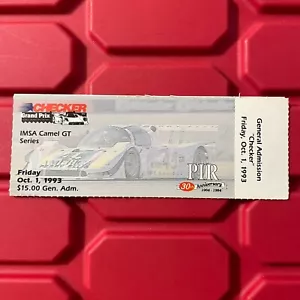 CHECKER
Grand Prix
IMSA Camel GT
Series
Friday
Oct. 1, 1993
$15.00 Gen. Adm.
PIR
30th Anniversary
1964 - 1994
General Admission
"Checker"
Friday, Oct. 1, 1993